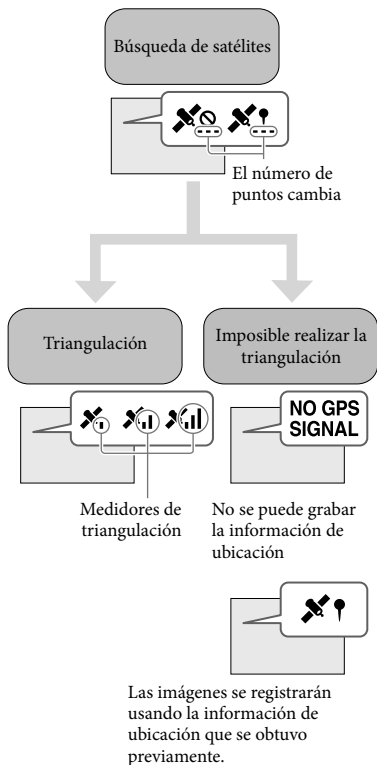 Búsqueda de satélites
El número de
puntos cambia
Triangulación
Imposible realizar la
triangulación
NO GPS
SIGNAL
Medidores de
triangulación
No se puede grabar
la información de
ubicación
Las imágenes se registrarán
usando la información de
ubicación que se obtuvo
previamente.